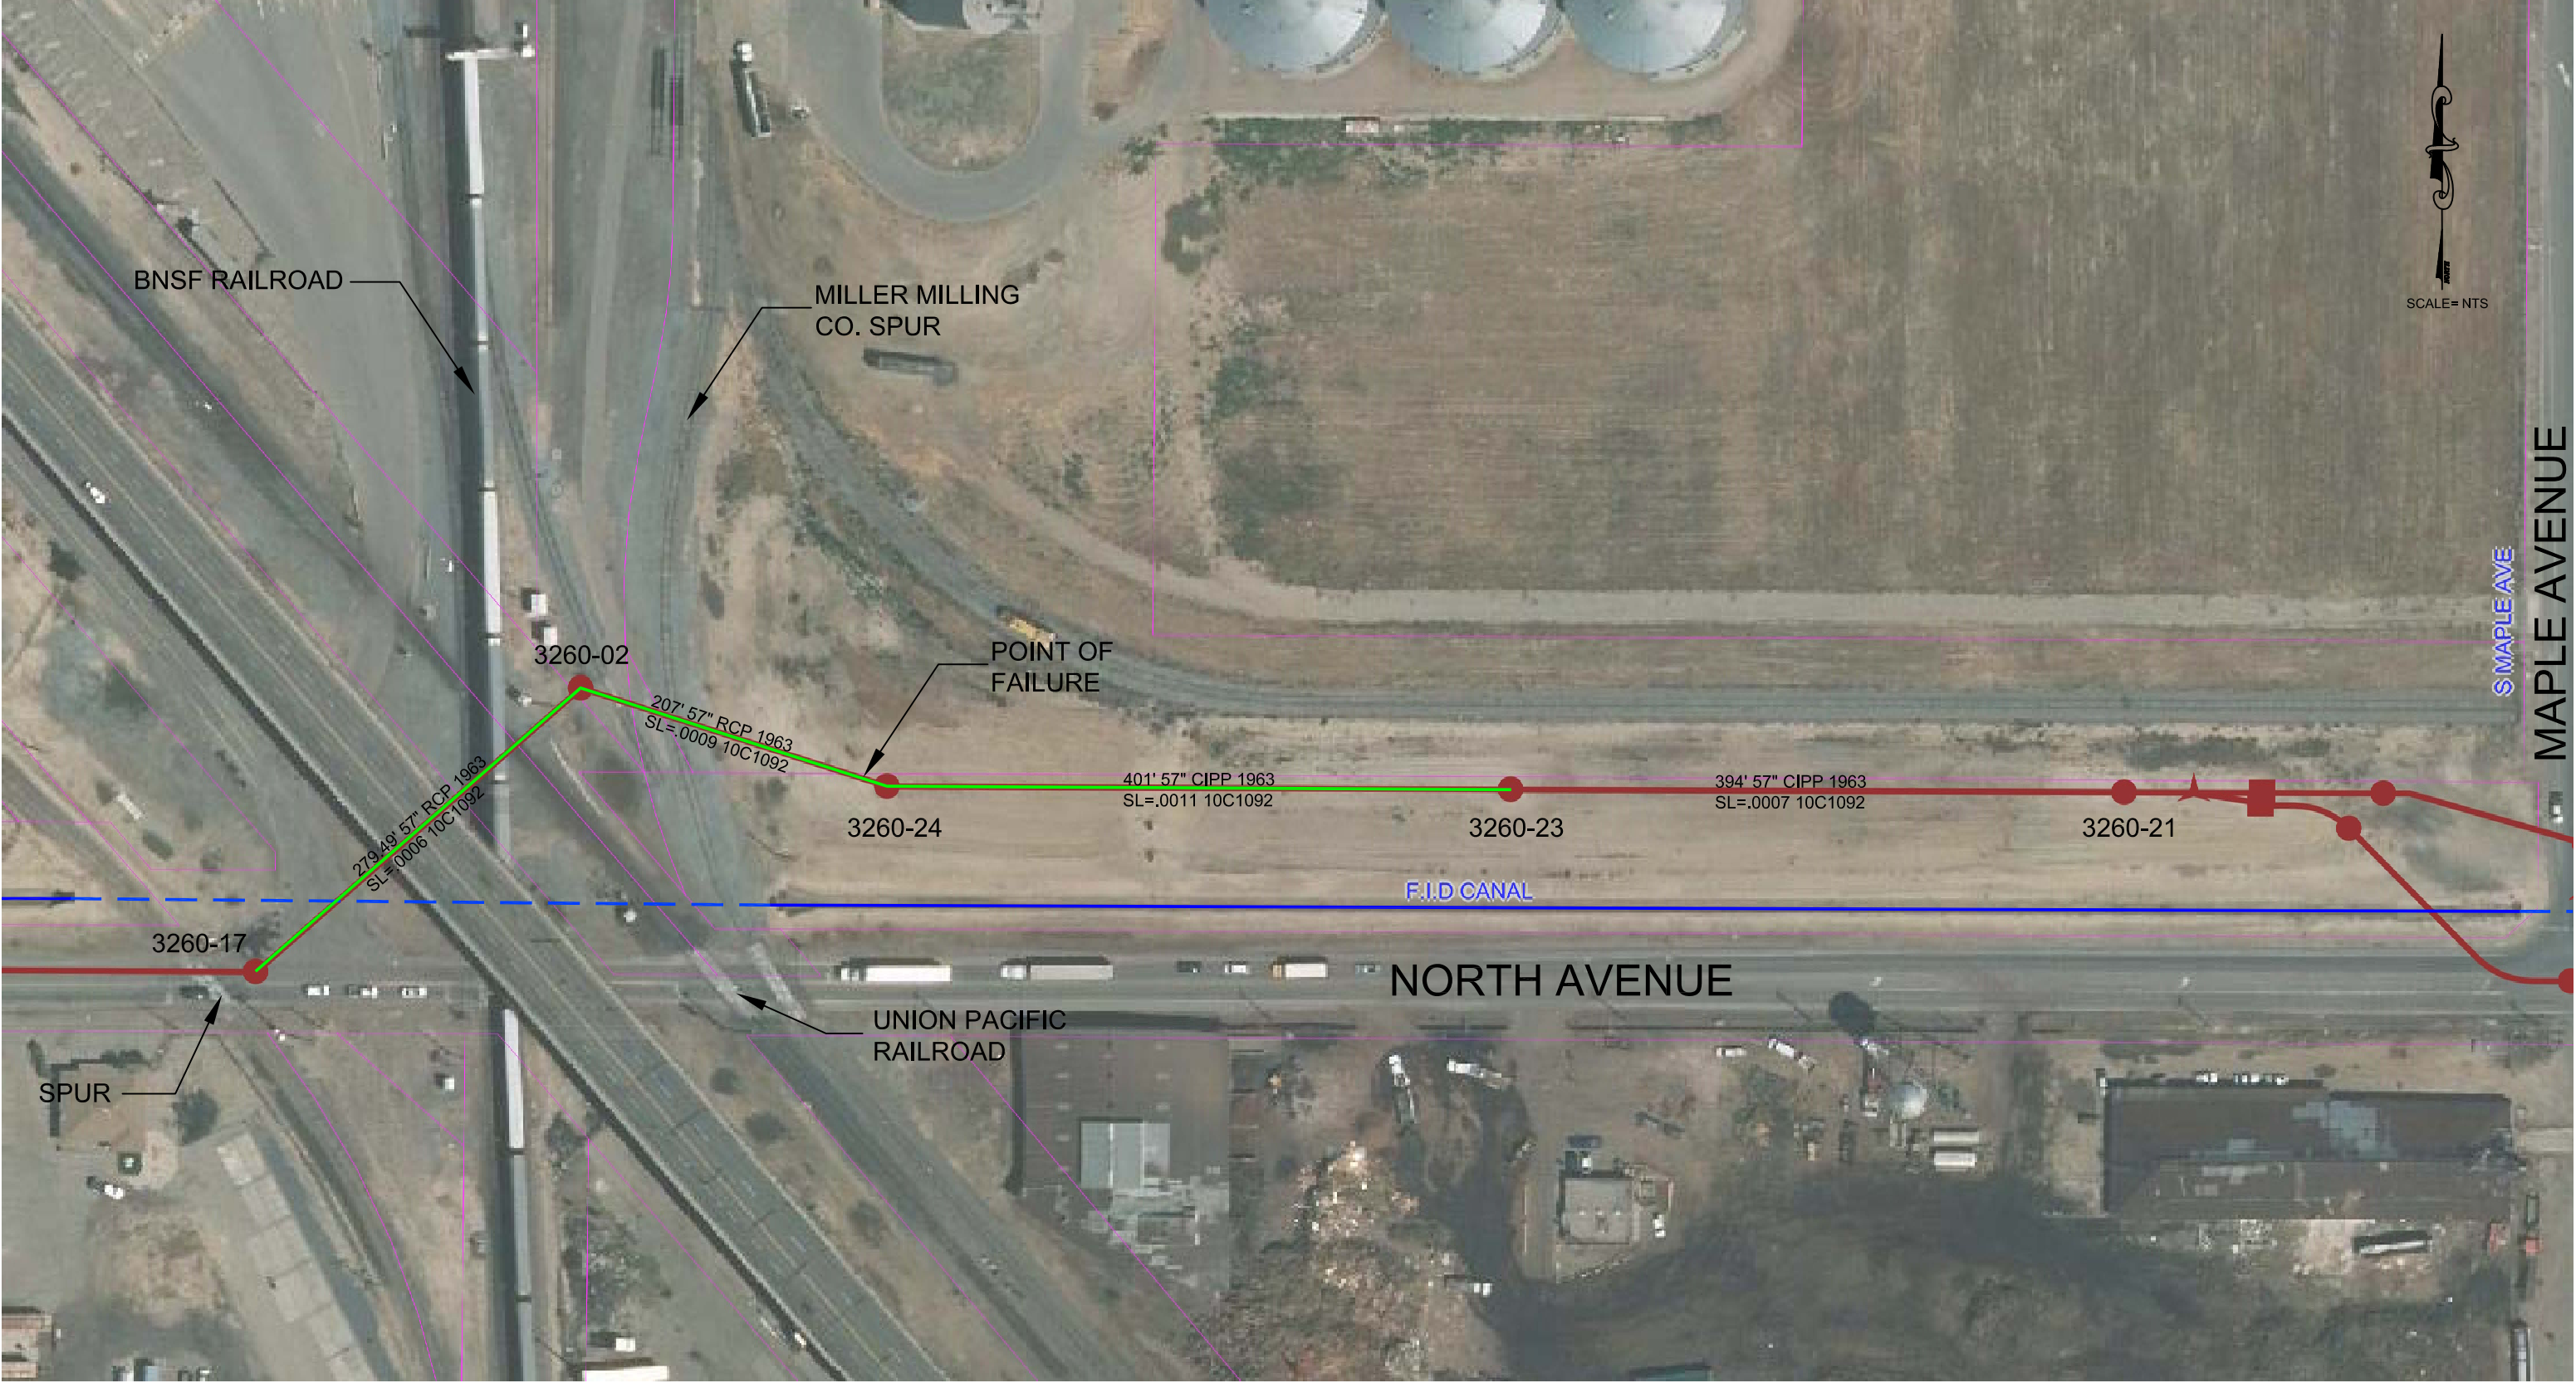 SCALE= NTS
BNSF RAILROAD
MILLER MILLING
CO. SPUR
MAPLE AVENUE
S MAPLE AVE
3260-02
POINT OF
FAILURE
207' 57" RCP 1963
SL=.0009 10C1092
279.49' 57" RCP 1963
SL=.0006 10C1092
401' 57" CIPP 1963
SL=.0011 10C1092
394' 57" CIPP 1963
SL=.0007 10C1092
3260-24
3260-23
3260-21
F.I.D CANAL
3260-17
NORTH AVENUE
UNION PACIFIC
RAILROAD
SPUR